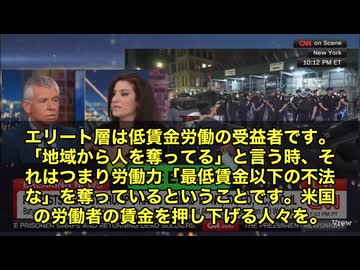 CNN on Scene
New York
10:12 PM ET
エリート層は低賃金労働の受益者です。
「地域から人を奪ってる」と言う時、そ
れはつまり労働力「最低賃金以下の不法
な」を奪っているということです。米国
の労働者の賃金を押し下げる人々を。